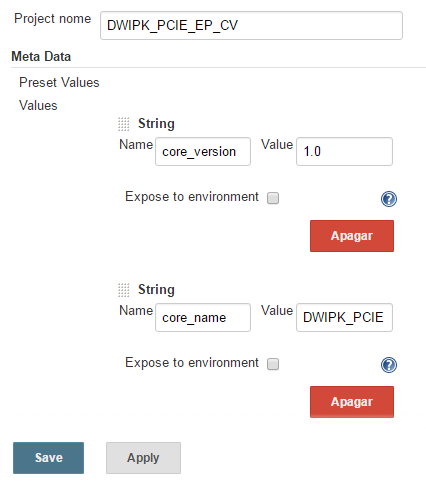 Project name DWIPK_PCIE_EP_CV
Meta Data
Preset Values
Values
String
Name core_version Value 1.0
Expose to environment ?
Apagar
String
Name core_name Value DWIPK_PCIE
Expose to environment ?
Apagar
Save Apply